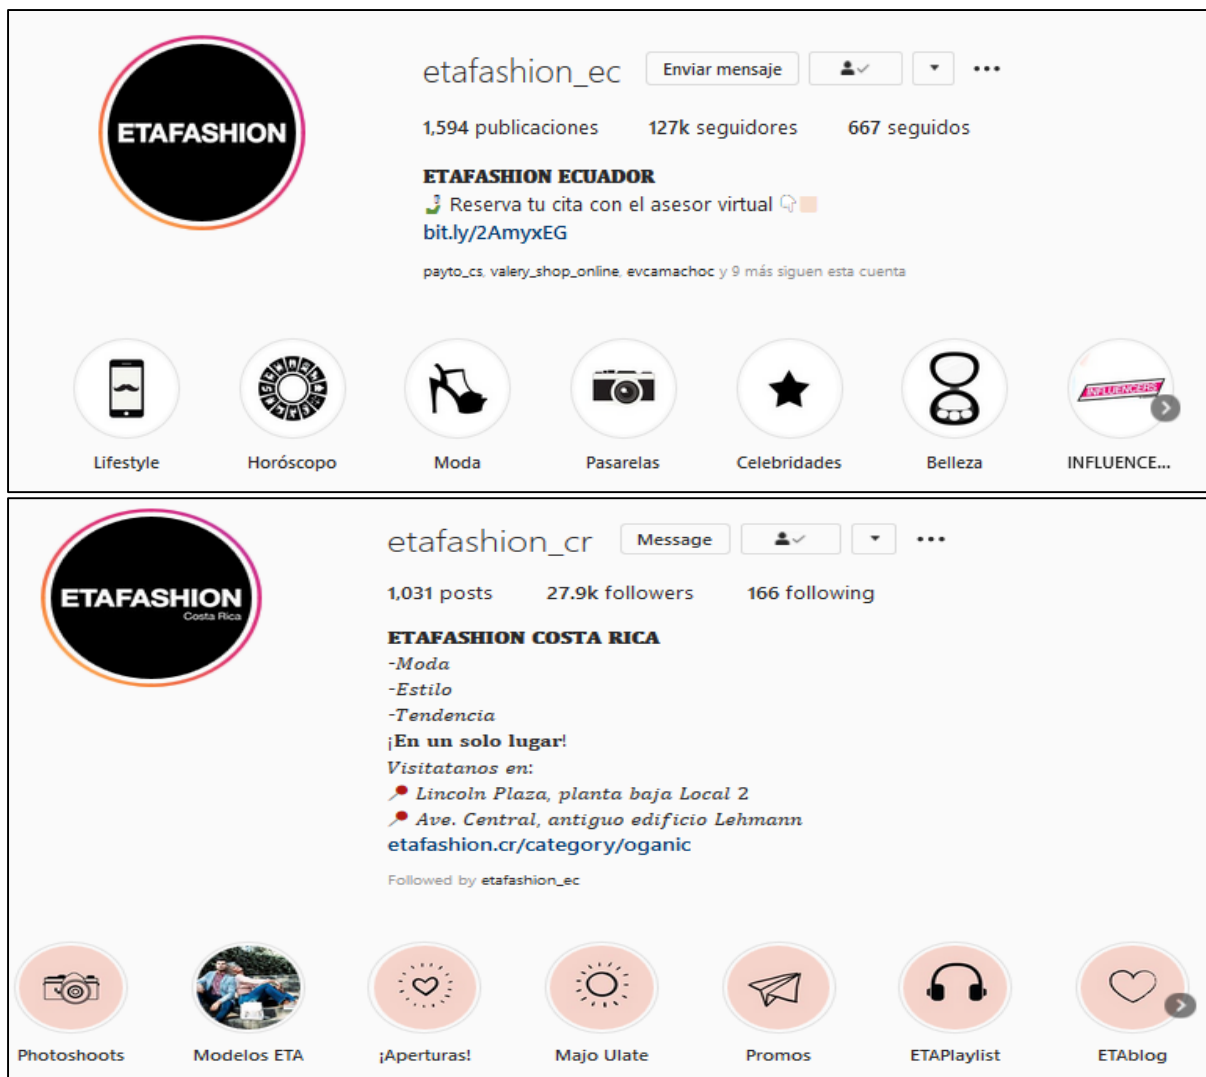 ETAFASHION
etafashion_ec Enviar mensaje
1,594 publicaciones 127k seguidores 667 seguidos
ETAFASHION ECUADOR
Reserva tu cita con el asesor virtual
bit.ly/2AmyxEG
payto_cs, valery_shop_online, evcamachoc y 9 más siguen esta cuenta
INFLUENCERS
Lifestyle Horóscopo Moda Pasarelas Celebridades Belleza INFLUENCE...
ETAFASHION
Costa Rica
etafashion_cr Message
1,031 posts 27.9k followers 166 following
ETAFASHION COSTA RICA
-Moda
-Estilo
-Tendencia
¡En un solo lugar!
Visitatanos en:
Lincoln Plaza, planta baja Local 2
Ave. Central, antiguo edificio Lehmann
etafashion.cr/category/oganic
Followed by etafashion_ec
Photoshoots Modelos ETA ¡Aperturas! Majo Ulate Promos ETAPlaylist ETAblog